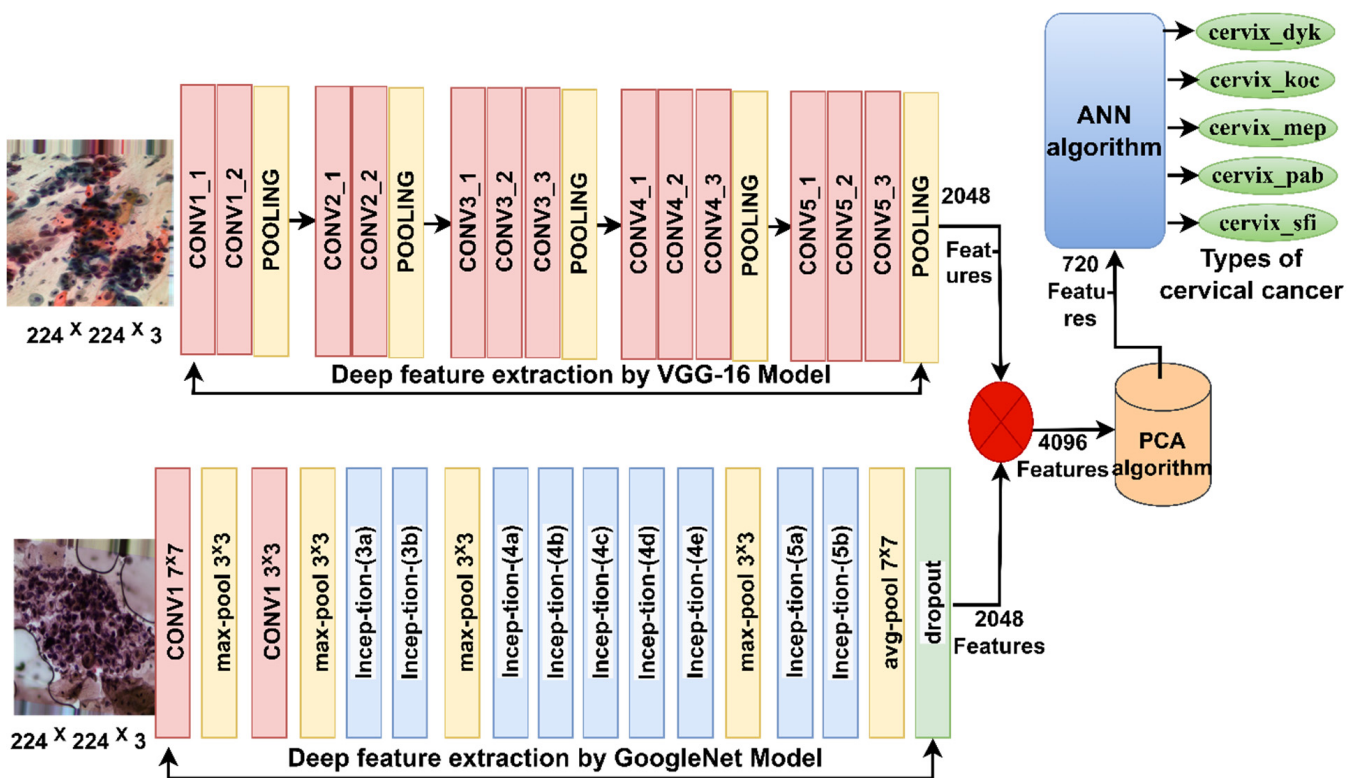 CONV1_1
CONV1_2
POOLING
CONV2_1
CONV2_2
POOLING
CONV3_1
CONV3_2
CONV3_3
POOLING
CONV4_1
CONV4_2
CONV4_3
POOLING
CONV5_1
CONV5_2
CONV5_3
POOLING
224 X 224 X 3
Deep feature extraction by VGG-16 Model
2048
Feat-
ures
ANN
algorithm
cervix_dyk
cervix_koc
cervix_mep
cervix_pab
cervix_sfi
Types of
cervical cancer
720
Featu-
res
4096
Features
PCA
algorithm
CONV1 7x7
max-pool 3x3
CONV1 3x3
max-pool 3x3
Incep-tion-(3a)
Incep-tion-(3b)
max-pool 3x3
Incep-tion-(4a)
Incep-tion-(4b)
Incep-tion-(4c)
Incep-tion-(4d)
Incep-tion-(4e)
max-pool 3x3
Incep-tion-(5a)
Incep-tion-(5b)
avg-pool 7x7
dropout
2048
Features
224 X 224 X 3
Deep feature extraction by GoogleNet Model